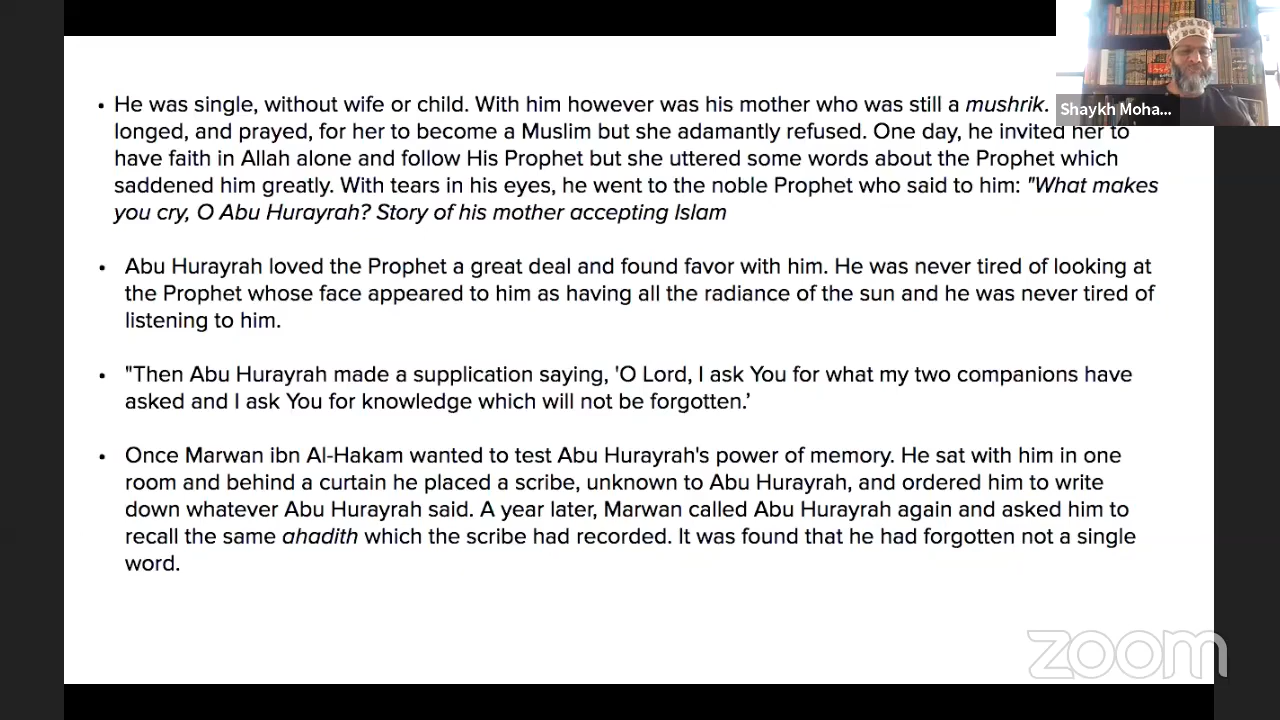 • He was single, without wife or child. With him however was his mother who was still a mushrik.
longed, and prayed, for her to become a Muslim but she adamantly refused. One day, he invited her to
have faith in Allah alone and follow His Prophet but she uttered some words about the Prophet which
saddened him greatly. With tears in his eyes, he went to the noble Prophet who said to him: "What makes
you cry, O Abu Hurayrah? Story of his mother accepting Islam
• Abu Hurayrah loved the Prophet a great deal and found favor with him. He was never tired of looking at
the Prophet whose face appeared to him as having all the radiance of the sun and he was never tired of
listening to him.
• "Then Abu Hurayrah made a supplication saying, 'O Lord, I ask You for what my two companions have
asked and I ask You for knowledge which will not be forgotten.’
• Once Marwan ibn Al-Hakam wanted to test Abu Hurayrah's power of memory. He sat with him in one
room and behind a curtain he placed a scribe, unknown to Abu Hurayrah, and ordered him to write
down whatever Abu Hurayrah said. A year later, Marwan called Abu Hurayrah again and asked him to
recall the same ahadith which the scribe had recorded. It was found that he had forgotten not a single
word.
Shaykh Moha...
zoom